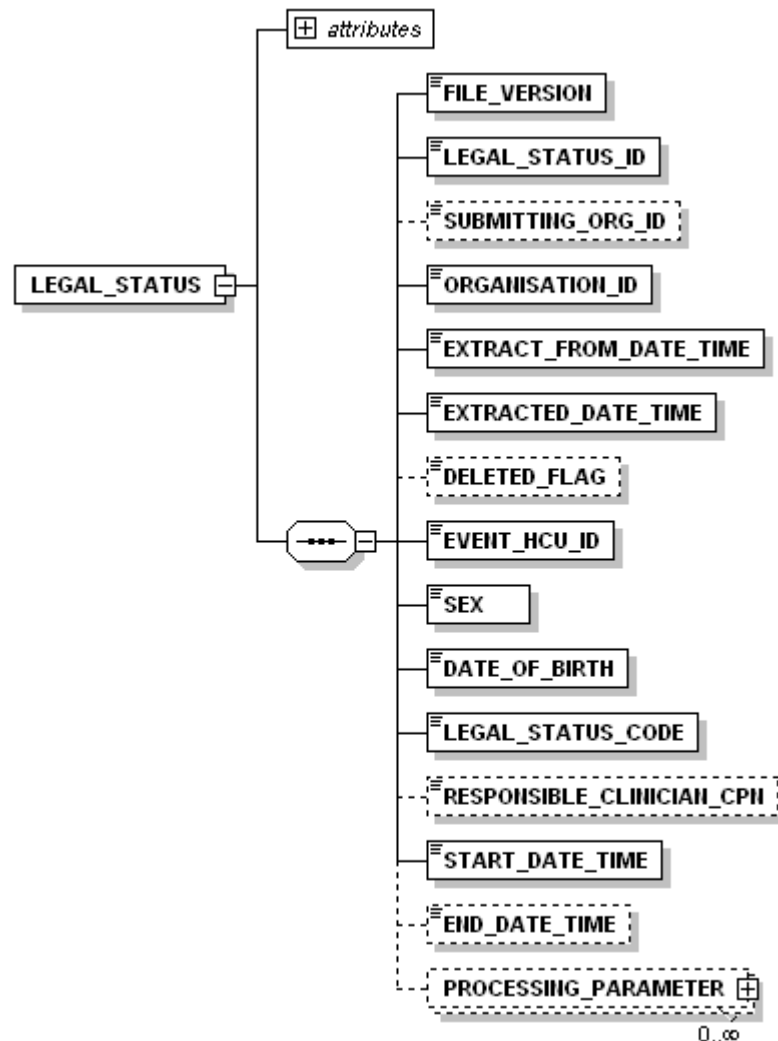 attributes
FILE_VERSION
LEGAL_STATUS_ID
SUBMITTING_ORG_ID
LEGAL_STATUS
ORGANISATION_ID
EXTRACT_FROM_DATE_TIME
EXTRACTED_DATE_TIME
DELETED_FLAG
EVENT_HCU_ID
SEX
DATE_OF_BIRTH
LEGAL_STATUS_CODE
RESPONSIBLE_CLINICIAN_CPN
START_DATE_TIME
END_DATE_TIME
PROCESSING_PARAMETER
0..∞